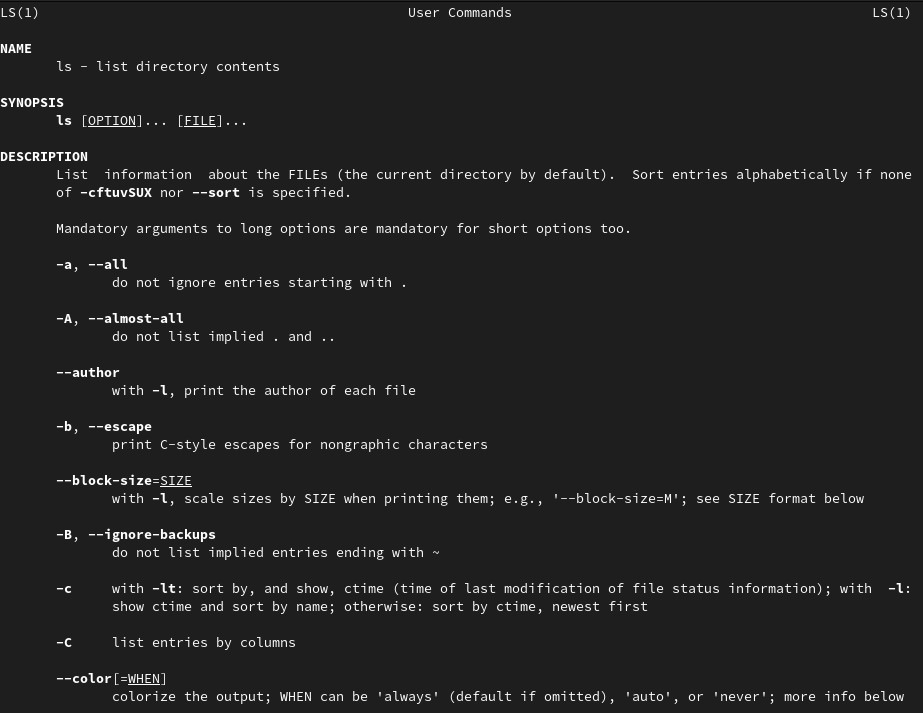 LS(1) User Commands LS(1)
NAME
ls - list directory contents
SYNOPSIS
ls [OPTION]... [FILE]...
DESCRIPTION
List information about the FILEs (the current directory by default). Sort entries alphabetically if none
of -cftuvSUX nor --sort is specified.
Mandatory arguments to long options are mandatory for short options too.
-a, --all
do not ignore entries starting with .
-A, --almost-all
do not list implied . and ..
--author
with -l, print the author of each file
-b, --escape
print C-style escapes for nongraphic characters
--block-size=SIZE
with -l, scale sizes by SIZE when printing them; e.g., '--block-size=M'; see SIZE format below
-B, --ignore-backups
do not list implied entries ending with ~
-c with -lt: sort by, and show, ctime (time of last modification of file status information); with -l:
show ctime and sort by name; otherwise: sort by ctime, newest first
-C list entries by columns
--color[=WHEN]
colorize the output; WHEN can be 'always' (default if omitted), 'auto', or 'never'; more info below